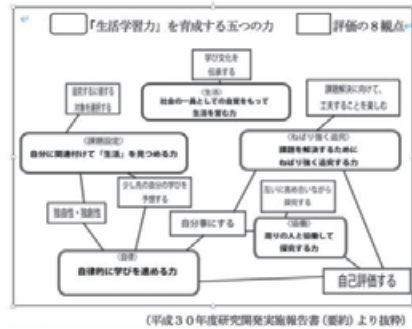 「生活学習力」を育成する五つの力
評価の８観点
学び文化を
伝承する
追究するに値する
対象を選択する
〈生活〉
社会の一員としての自覚をもって
生活を営む力
課題解決に向けて、
工夫することを楽しむ
〈課題設定〉
自分に関連付けて「生活」を見つめる力
〈ねばり強く追究〉
課題を解決するために
ねばり強く追究する力
少し先の自分の学びを
予想する
互いに高め合いながら
探究する
独自性・独創性
自分事にする
〈協働〉
周りの人と協働して
探究する力
〈自律〉
自律的に学びを進める力
自己評価する
（平成３０年度研究開発実施報告書（要約）より抜粋）